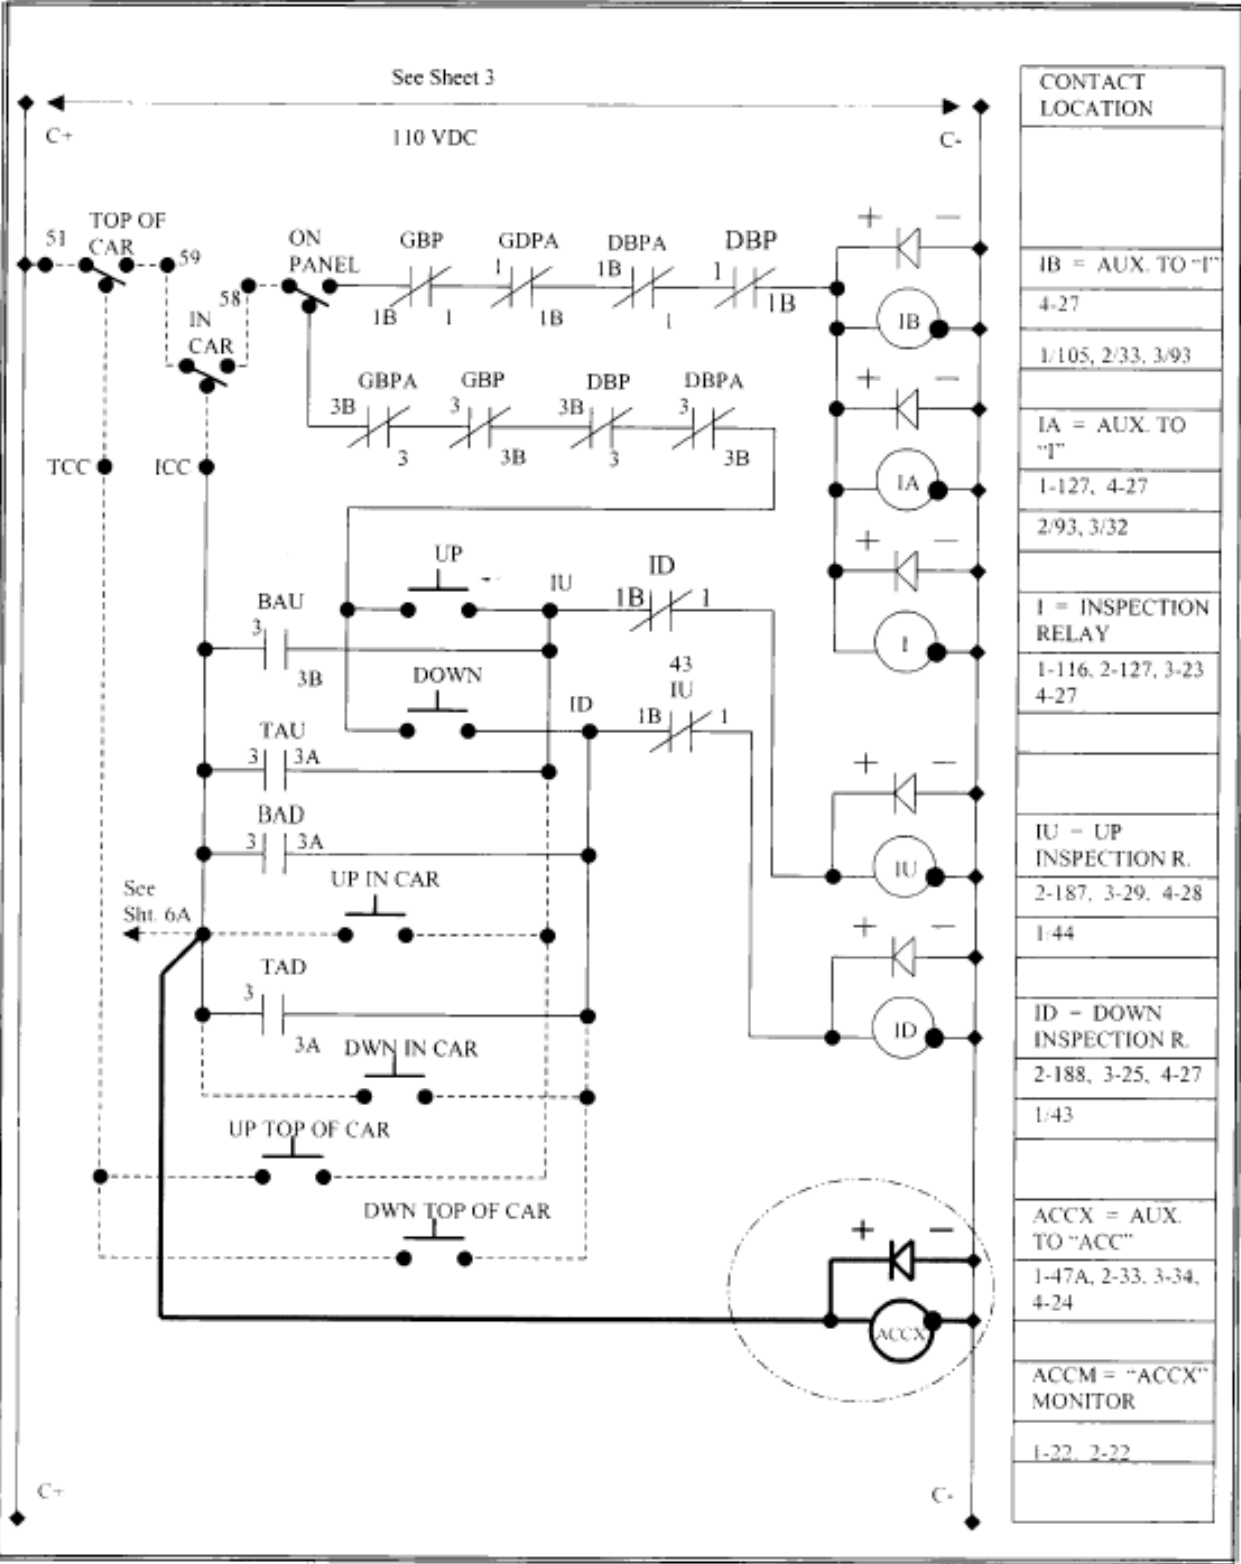 See Sheet 3
C+
110 VDC
C-
CONTACT
LOCATION
51
TOP OF
CAR
59
58
IN
CAR
ON
PANEL
GBP
1B
1
GDPA
1
1B
DBPA
1B
1
DBP
1
1B
+ —
IB
IB = AUX. TO "I"
4-27
1/105, 2/33, 3/93
GBPA
3B
3
GBP
3
3B
DBP
3B
3
DBPA
3
3B
+ —
IA
IA = AUX. TO
"I"
1-127, 4-27
2/93, 3/32
TCC
ICC
+ —
I
I = INSPECTION
RELAY
1-116, 2-127, 3-23
4-27
UP
IU
ID
1B
1
BAU
3
3B
DOWN
ID
43
IU
1B
1
TAU
3
3A
+ —
IU
IU - UP
INSPECTION R.
2-187, 3-29, 4-28
1/44
BAD
3
3A
See
Sht. 6A
UP IN CAR
TAD
3
3A
+ —
ID
ID - DOWN
INSPECTION R.
2-188, 3-25, 4-27
1/43
DWN IN CAR
UP TOP OF CAR
DWN TOP OF CAR
+ —
ACCX
ACCX = AUX.
TO "ACC"
1-47A, 2-33, 3-34,
4-24
ACCM = "ACCX"
MONITOR
1-22, 2-22
C+
C-